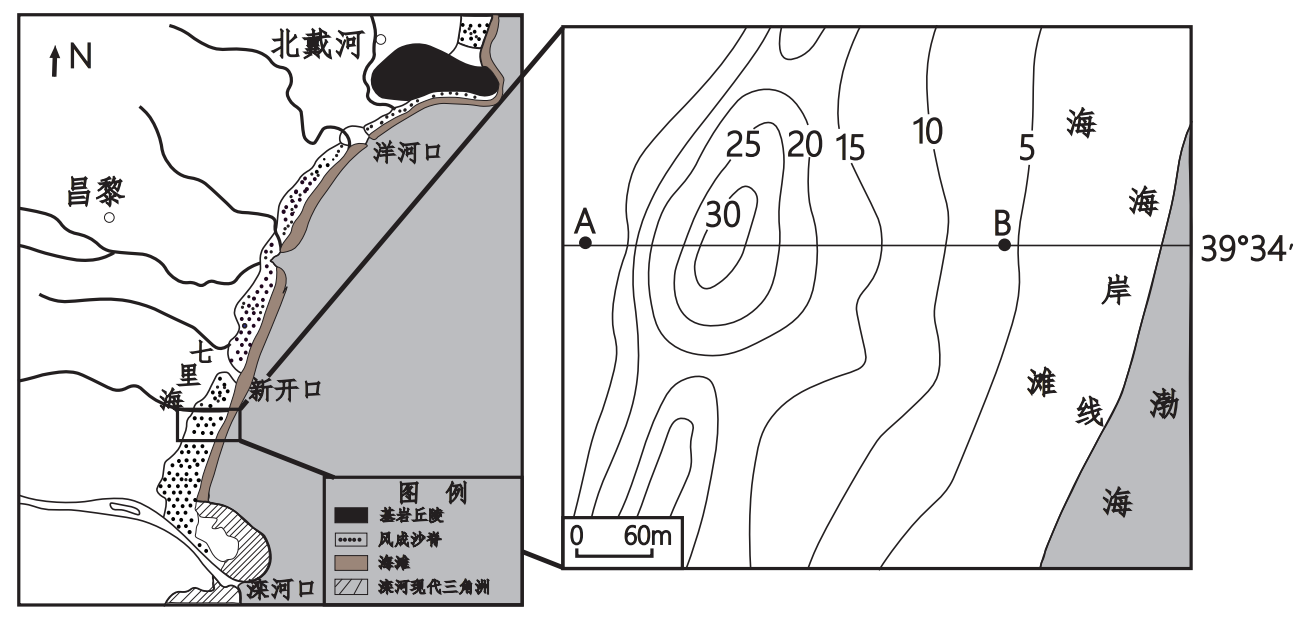 N
北戴河
洋河口
昌黎
七
里
海
新开口
滦河口
图 例
基岩丘陵
风成沙脊
海滩
滦河现代三角洲
25
20
15
10
5
30
A
B
39°34′
海
滩
海
岸
线
渤
海
0 60m